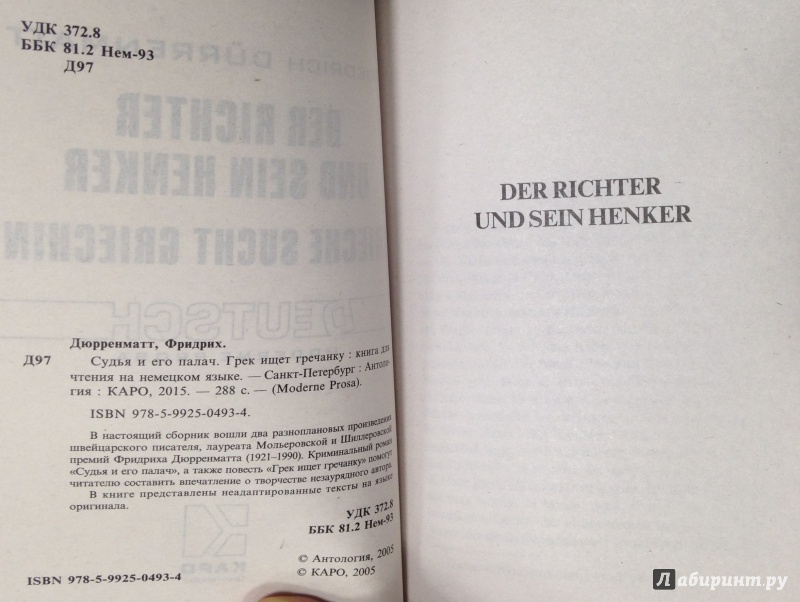 УДК 372.8
ББК 81.2 Нем-93
Д97
Дюрренматт, Фридрих.
Д97 Судья и его палач. Грек ищет гречанку : книга для
чтения на немецком языке. — Санкт-Петербург : Антоло-
гия : КАРО, 2015. — 288 с. — (Moderne Prosa).
ISBN 978-5-9925-0493-4.
В настоящий сборник вошли два разноплановых произведения
швейцарского писателя, лауреата Мольеровской и Шиллеровской
премий Фридриха Дюрренматта (1921–1990). Криминальный роман
«Судья и его палач», а также повесть «Грек ищет гречанку» помогут
читателю составить впечатление о творчестве незаурядного автора.
В книге представлены неадаптированные тексты на языке
оригинала.
УДК 372.8
ББК 81.2 Нем-93
© Антология, 2005
© КАРО, 2005
ISBN 978-5-9925-0493-4
DER RICHTER
UND SEIN HENKER
Лабиринт.ру